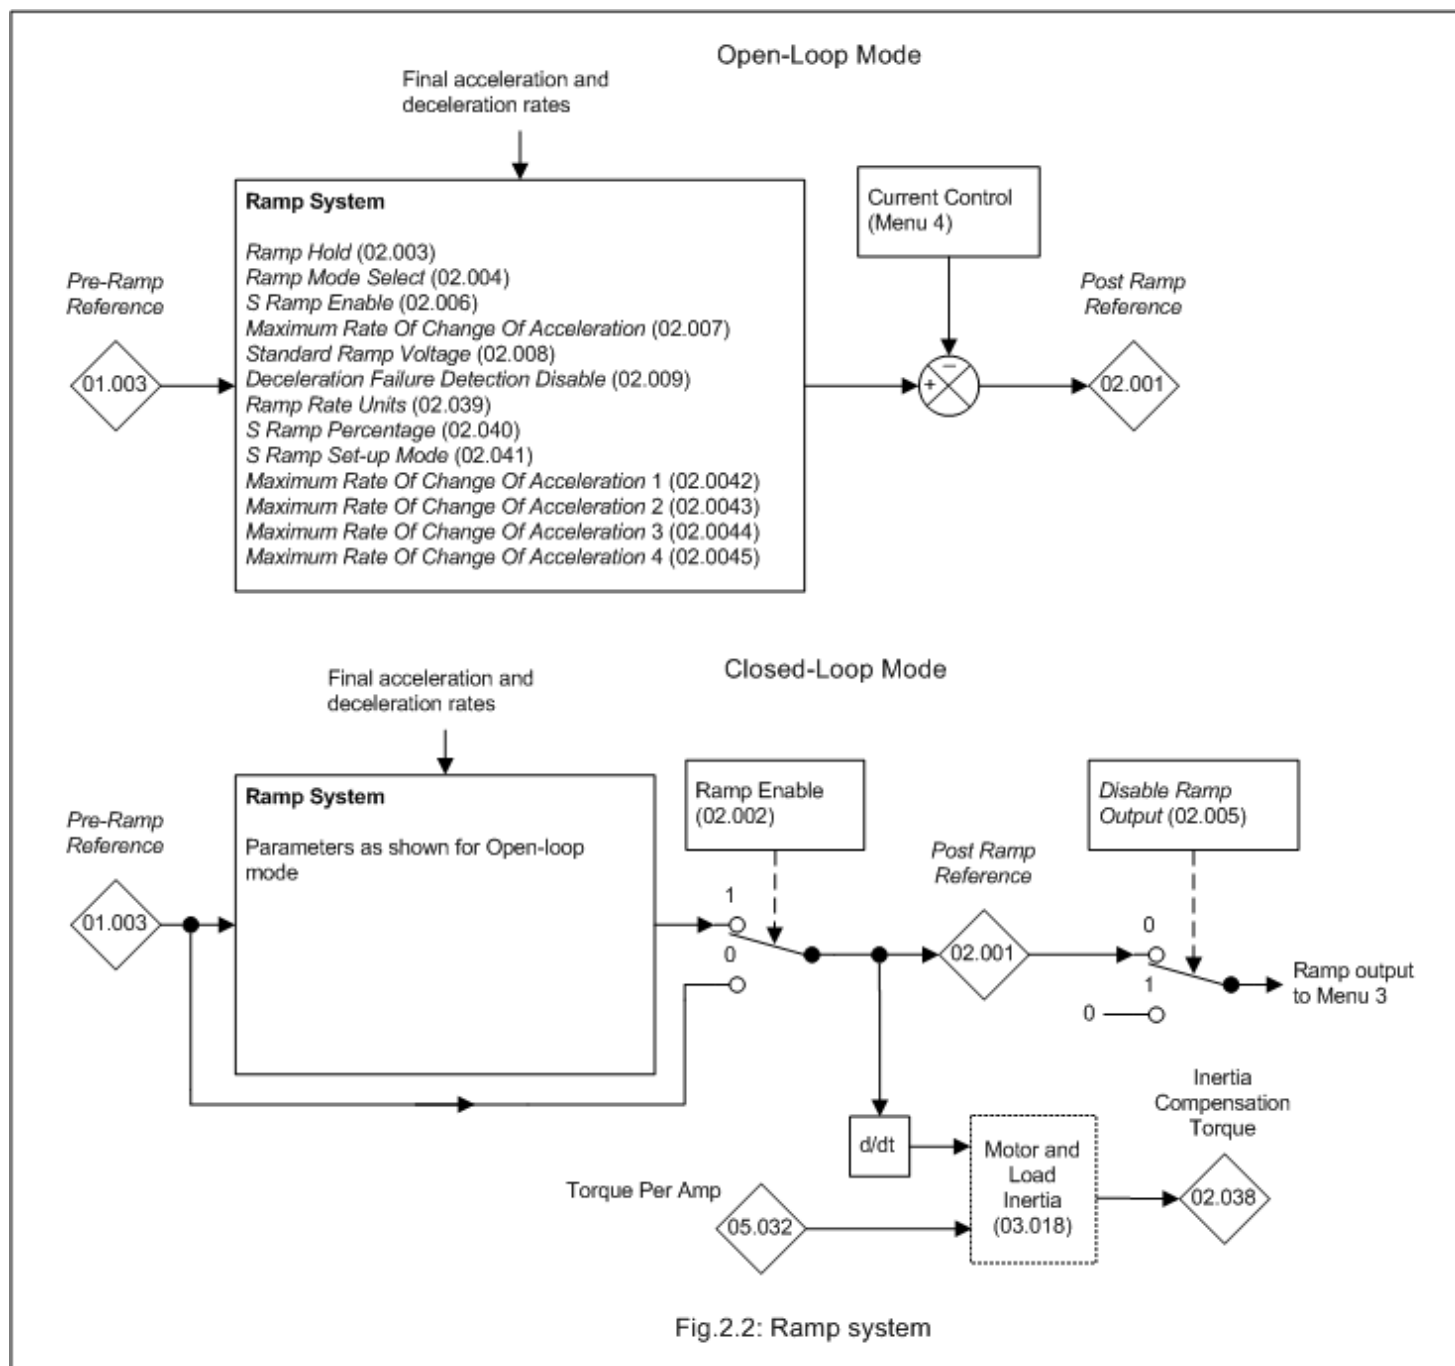 Open-Loop Mode
Final acceleration and
deceleration rates
Ramp System
Ramp Hold (02.003)
Ramp Mode Select (02.004)
S Ramp Enable (02.006)
Maximum Rate Of Change Of Acceleration (02.007)
Standard Ramp Voltage (02.008)
Deceleration Failure Detection Disable (02.009)
Ramp Rate Units (02.039)
S Ramp Percentage (02.040)
S Ramp Set-up Mode (02.041)
Maximum Rate Of Change Of Acceleration 1 (02.0042)
Maximum Rate Of Change Of Acceleration 2 (02.0043)
Maximum Rate Of Change Of Acceleration 3 (02.0044)
Maximum Rate Of Change Of Acceleration 4 (02.0045)
Pre-Ramp
Reference
01.003
Current Control
(Menu 4)
−
+
Post Ramp
Reference
02.001
Closed-Loop Mode
Final acceleration and
deceleration rates
Ramp System
Parameters as shown for Open-loop
mode
Pre-Ramp
Reference
01.003
Ramp Enable
(02.002)
1
0
Post Ramp
Reference
02.001
Disable Ramp
Output (02.005)
0
1
0
Ramp output
to Menu 3
d/dt
Motor and
Load
Inertia
(03.018)
Inertia
Compensation
Torque
02.038
Torque Per Amp
05.032
Fig.2.2: Ramp system